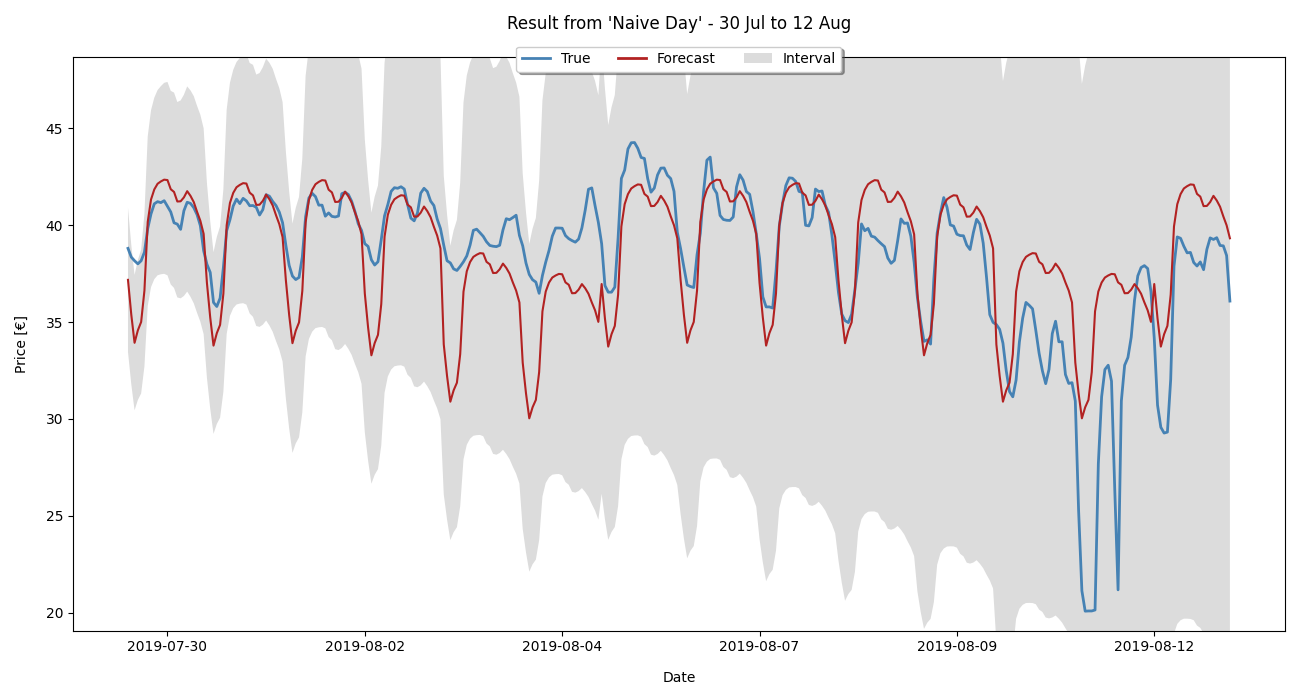 Result from 'Naive Day' - 30 Jul to 12 Aug
True Forecast Interval
Price [€]
45
40
35
30
25
20
2019-07-30 2019-08-02 2019-08-04 2019-08-07 2019-08-09 2019-08-12
Date